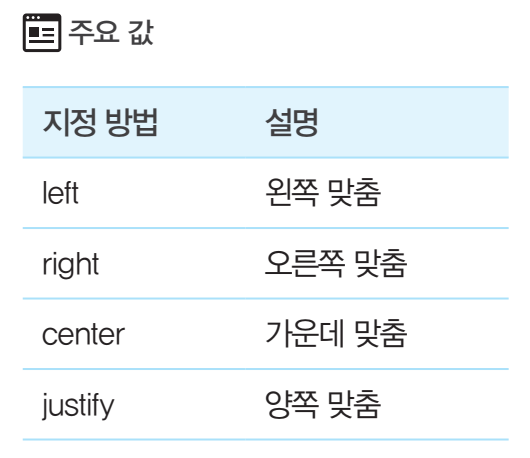 주요 값
지정 방법 설명
left 왼쪽 맞춤
right 오른쪽 맞춤
center 가운데 맞춤
justify 양쪽 맞춤